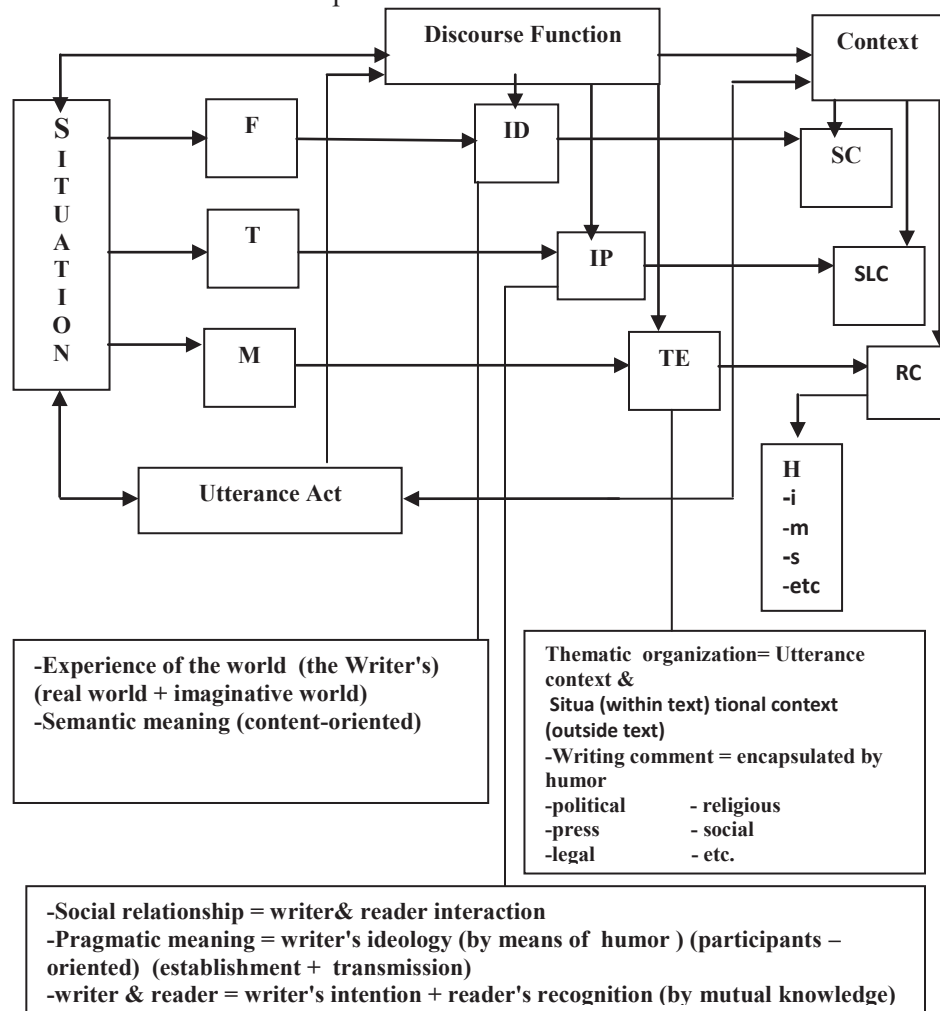 Discourse Function
Context
S
I
T
U
A
T
I
O
N
F
ID
SC
T
IP
SLC
M
TE
RC
H
-i
-m
-s
-etc
Utterance Act
-Experience of the world (the Writer's)
(real world + imaginative world)
-Semantic meaning (content-oriented)
Thematic organization= Utterance
context &
Situa (within text) tional context
(outside text)
-Writing comment = encapsulated by
humor
-political - religious
-press - social
-legal - etc.
-Social relationship = writer& reader interaction
-Pragmatic meaning = writer's ideology (by means of humor ) (participants –
oriented) (establishment + transmission)
-writer & reader = writer's intention + reader's recognition (by mutual knowledge)